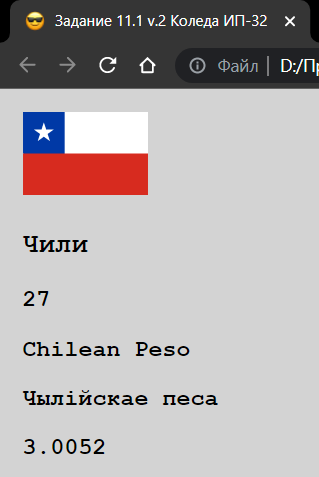 Задание 11.1 v.2 Коледа ИП-32
Файл
D:/Пр
Чили
27
Chilean Peso
Чылійскае песа
3.0052